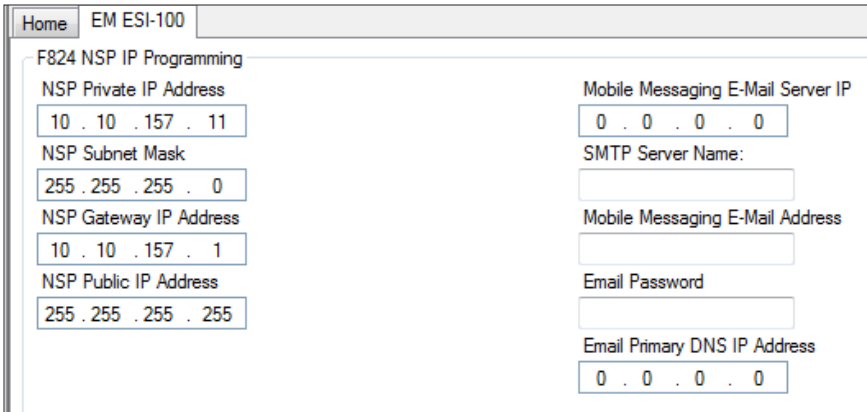 Home EM ESI-100
F824 NSP IP Programming
NSP Private IP Address
10 . 10 . 157 . 11
NSP Subnet Mask
255 . 255 . 255 . 0
NSP Gateway IP Address
10 . 10 . 157 . 1
NSP Public IP Address
255 . 255 . 255 . 255
Mobile Messaging E-Mail Server IP
0 . 0 . 0 . 0
SMTP Server Name:
Mobile Messaging E-Mail Address
Email Password
Email Primary DNS IP Address
0 . 0 . 0 . 0